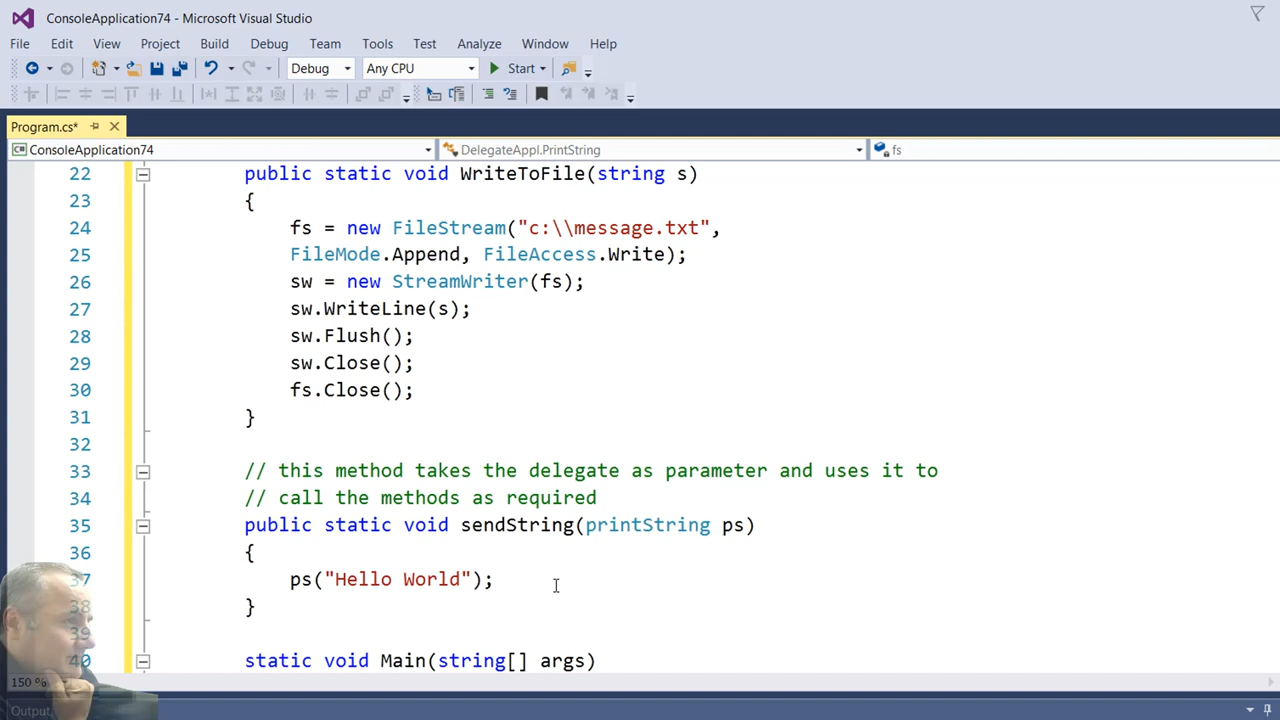 ConsoleApplication74 - Microsoft Visual Studio
File Edit View Project Build Debug Team Tools Test Analyze Window Help
Debug Any CPU Start
Program.cs*
ConsoleApplication74 DelegateAppl.PrintString fs
22 public static void WriteToFile(string s)
23 {
24 fs = new FileStream("c:\\message.txt",
25 FileMode.Append, FileAccess.Write);
26 sw = new StreamWriter(fs);
27 sw.WriteLine(s);
28 sw.Flush();
29 sw.Close();
30 fs.Close();
31 }
32
33 // this method takes the delegate as parameter and uses it to
34 // call the methods as required
35 public static void sendString(printString ps)
36 {
37 ps("Hello World");
38 }
39
40 static void Main(string[] args)
150 %
Output